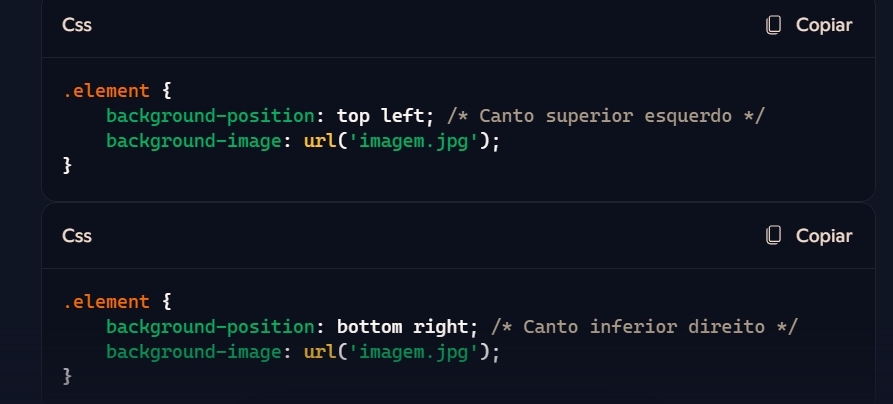 Css
Copiar
.element {
    background-position: top left; /* Canto superior esquerdo */
    background-image: url('imagem.jpg');
}
Css
Copiar
.element {
    background-position: bottom right; /* Canto inferior direito */
    background-image: url('imagem.jpg');
}